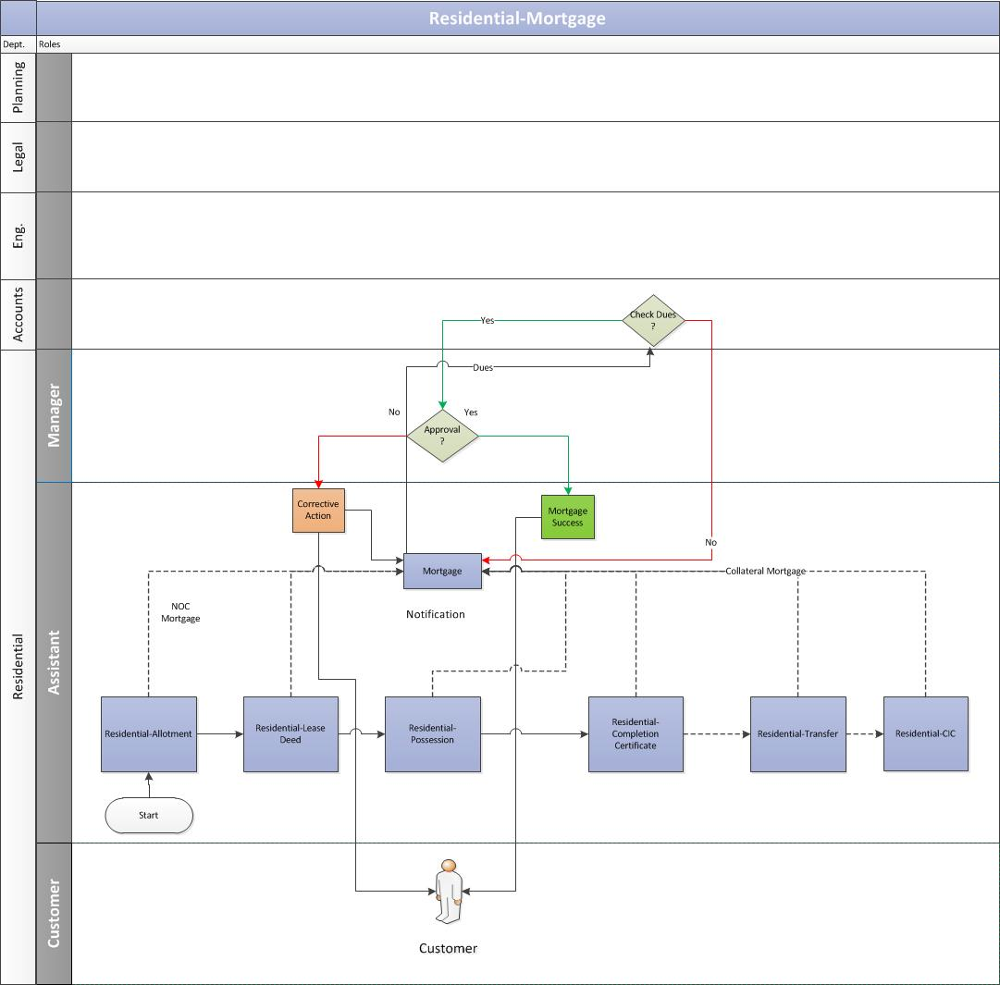 Residential-Mortgage
Dept.
Roles
Planning
Legal
Eng.
Accounts
Check Dues
?
Yes
Manager
Dues
No
Yes
Approval
?
Residential
Assistant
Corrective
Action
Mortgage
Success
No
Mortgage
Collateral Mortgage
NOC
Mortgage
Notification
Residential-Allotment
Residential-Lease
Deed
Residential-
Possession
Residential-
Completion
Certificate
Residential-Transfer
Residential-CIC
Start
Customer
Customer